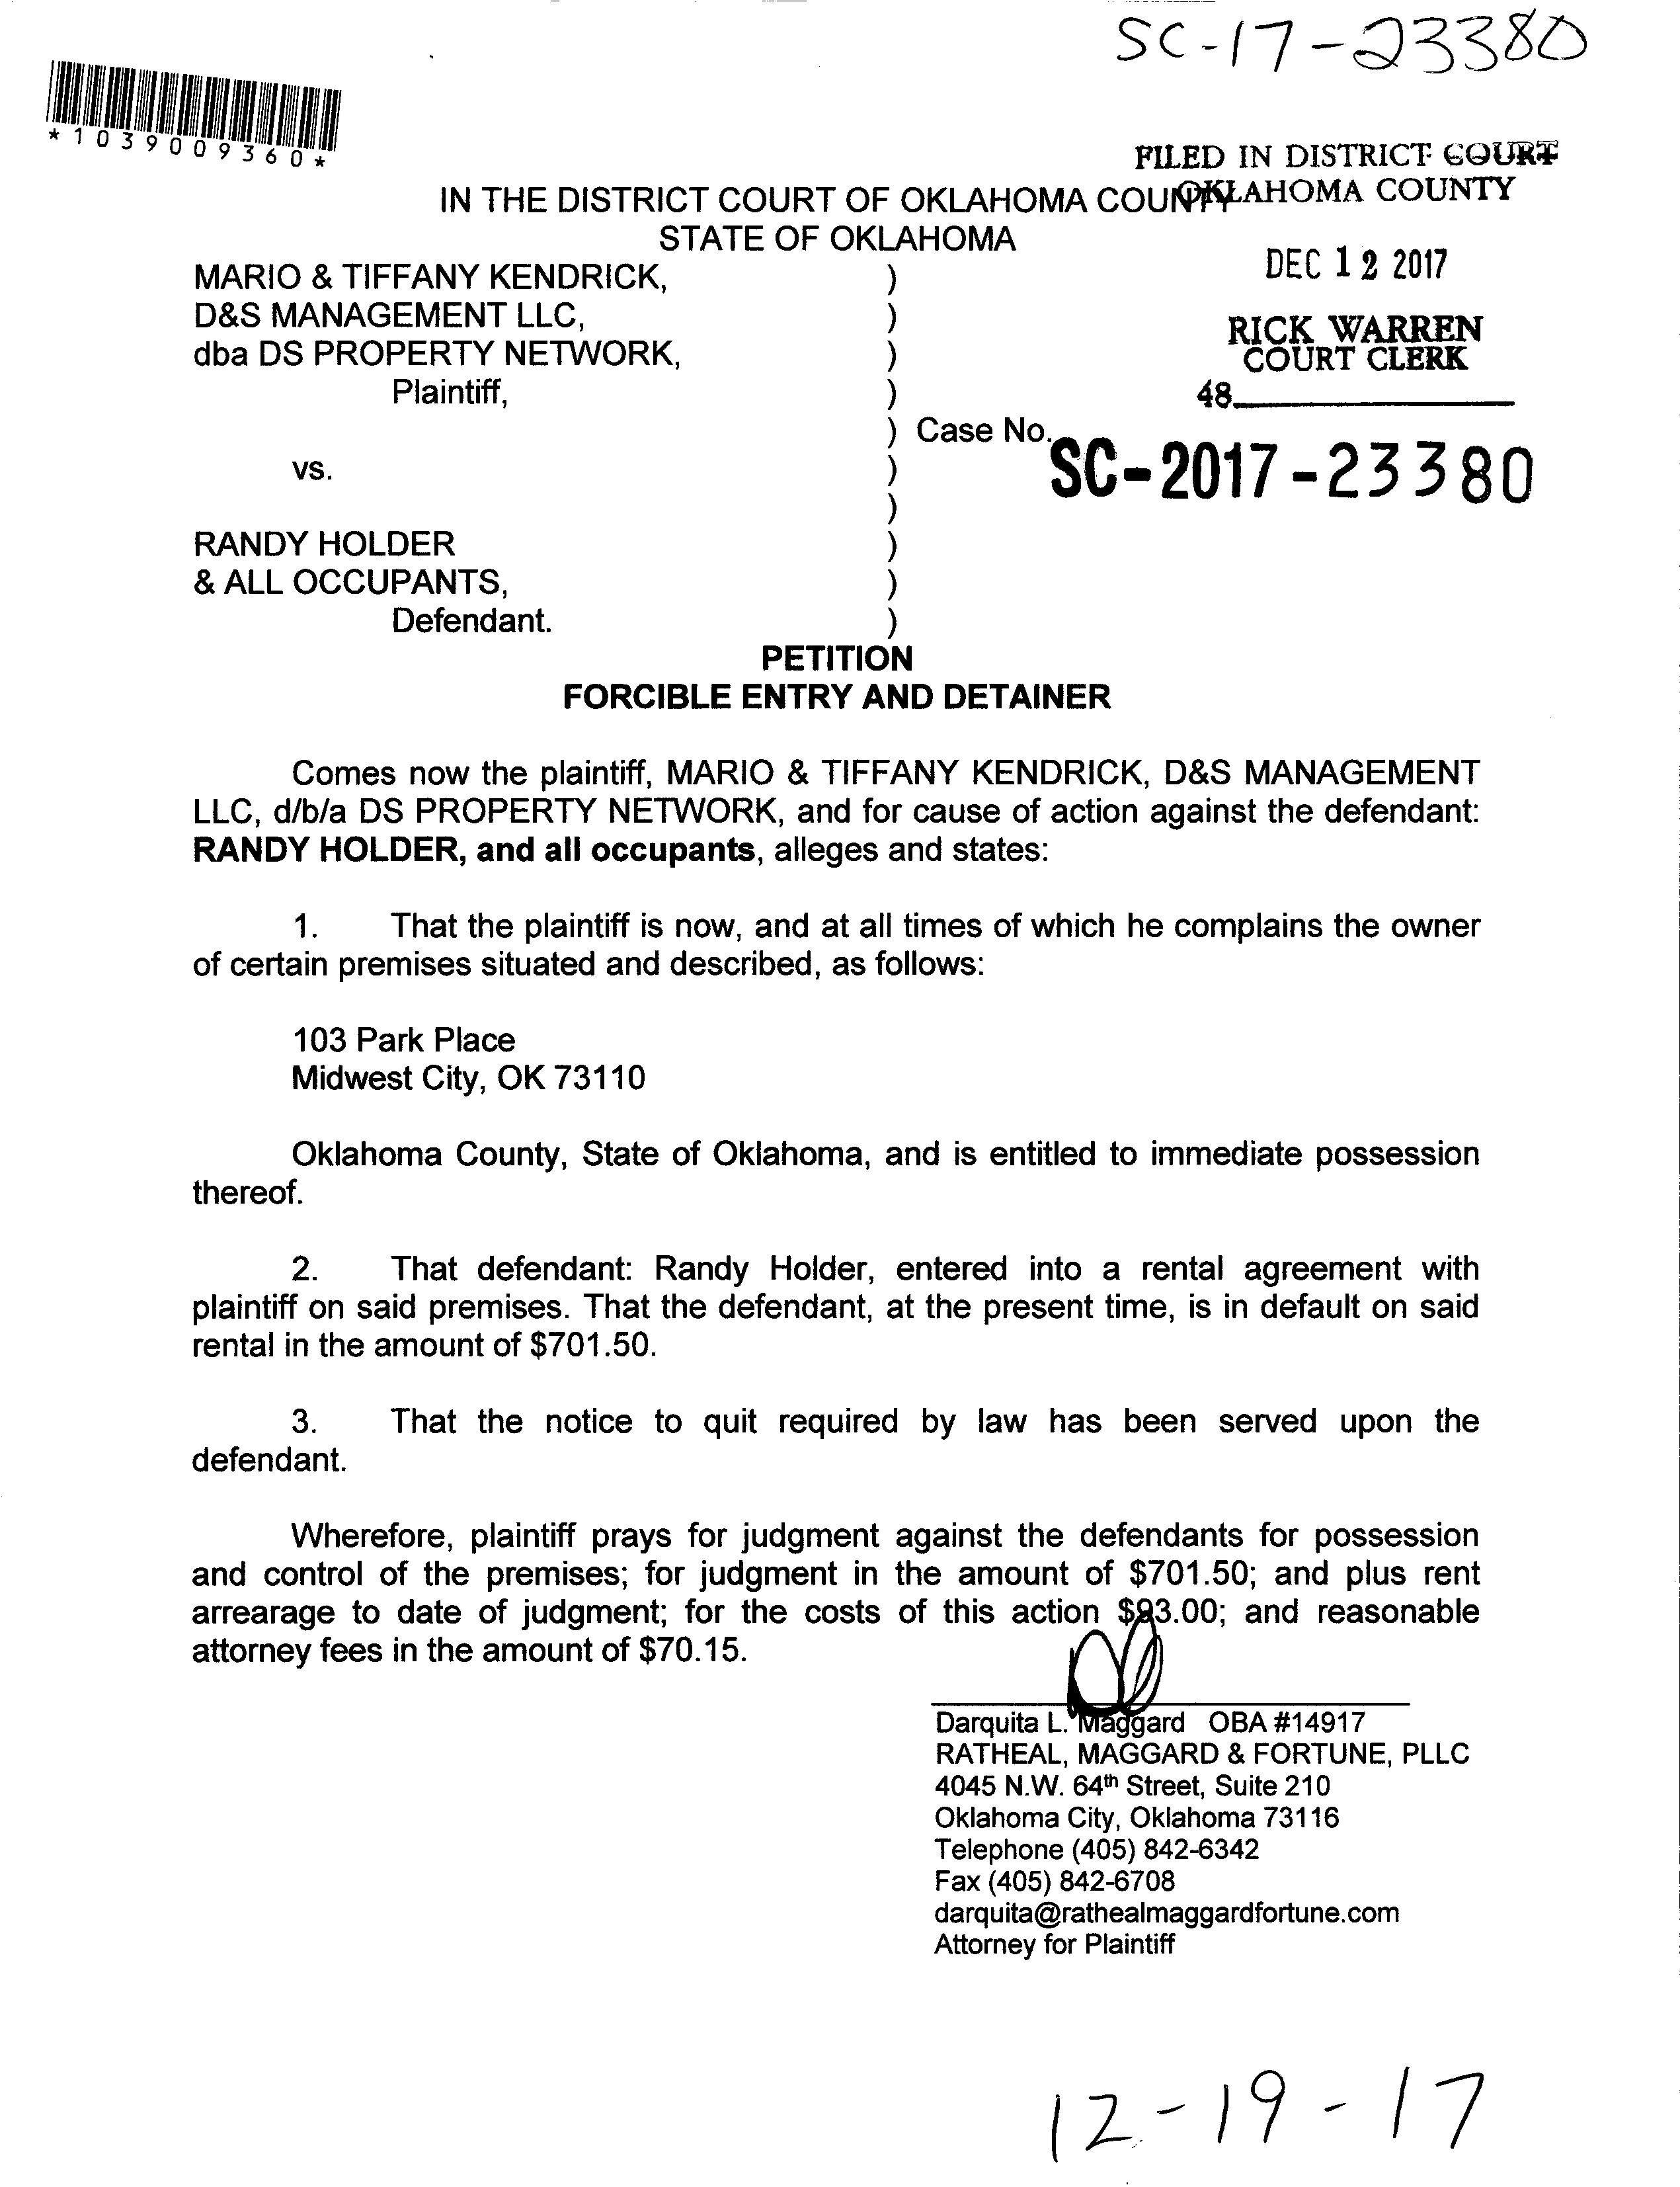 SC-17-23380
*1039009360*
FILED IN DISTRICT COURT
OKLAHOMA COUNTY
IN THE DISTRICT COURT OF OKLAHOMA COUNTY
STATE OF OKLAHOMA
DEC 12 2017
MARIO & TIFFANY KENDRICK, )
D&S MANAGEMENT LLC, )
RICK WARREN
COURT CLERK
dba DS PROPERTY NETWORK, )
Plaintiff, )
48
) Case No.
SC-2017-23380
vs. )
)
RANDY HOLDER )
& ALL OCCUPANTS, )
Defendant. )
PETITION
FORCIBLE ENTRY AND DETAINER
Comes now the plaintiff, MARIO & TIFFANY KENDRICK, D&S MANAGEMENT
LLC, d/b/a DS PROPERTY NETWORK, and for cause of action against the defendant:
RANDY HOLDER, and all occupants, alleges and states:
1. That the plaintiff is now, and at all times of which he complains the owner
of certain premises situated and described, as follows:
103 Park Place
Midwest City, OK 73110
Oklahoma County, State of Oklahoma, and is entitled to immediate possession
thereof.
2. That defendant: Randy Holder, entered into a rental agreement with
plaintiff on said premises. That the defendant, at the present time, is in default on said
rental in the amount of $701.50.
3. That the notice to quit required by law has been served upon the
defendant.
Wherefore, plaintiff prays for judgment against the defendants for possession
and control of the premises; for judgment in the amount of $701.50; and plus rent
arrearage to date of judgment; for the costs of this action ; and reasonable
attorney fees in the amount of $70.15.
Darquita L. Maggard OBA #14917
RATHEAL, MAGGARD & FORTUNE, PLLC
4045 N.W. 64th Street, Suite 210
Oklahoma City, Oklahoma 73116
Telephone (405) 842-6342
Fax (405) 842-6708
darquita@rathealmaggardfortune.com
Attorney for Plaintiff
12-19-17